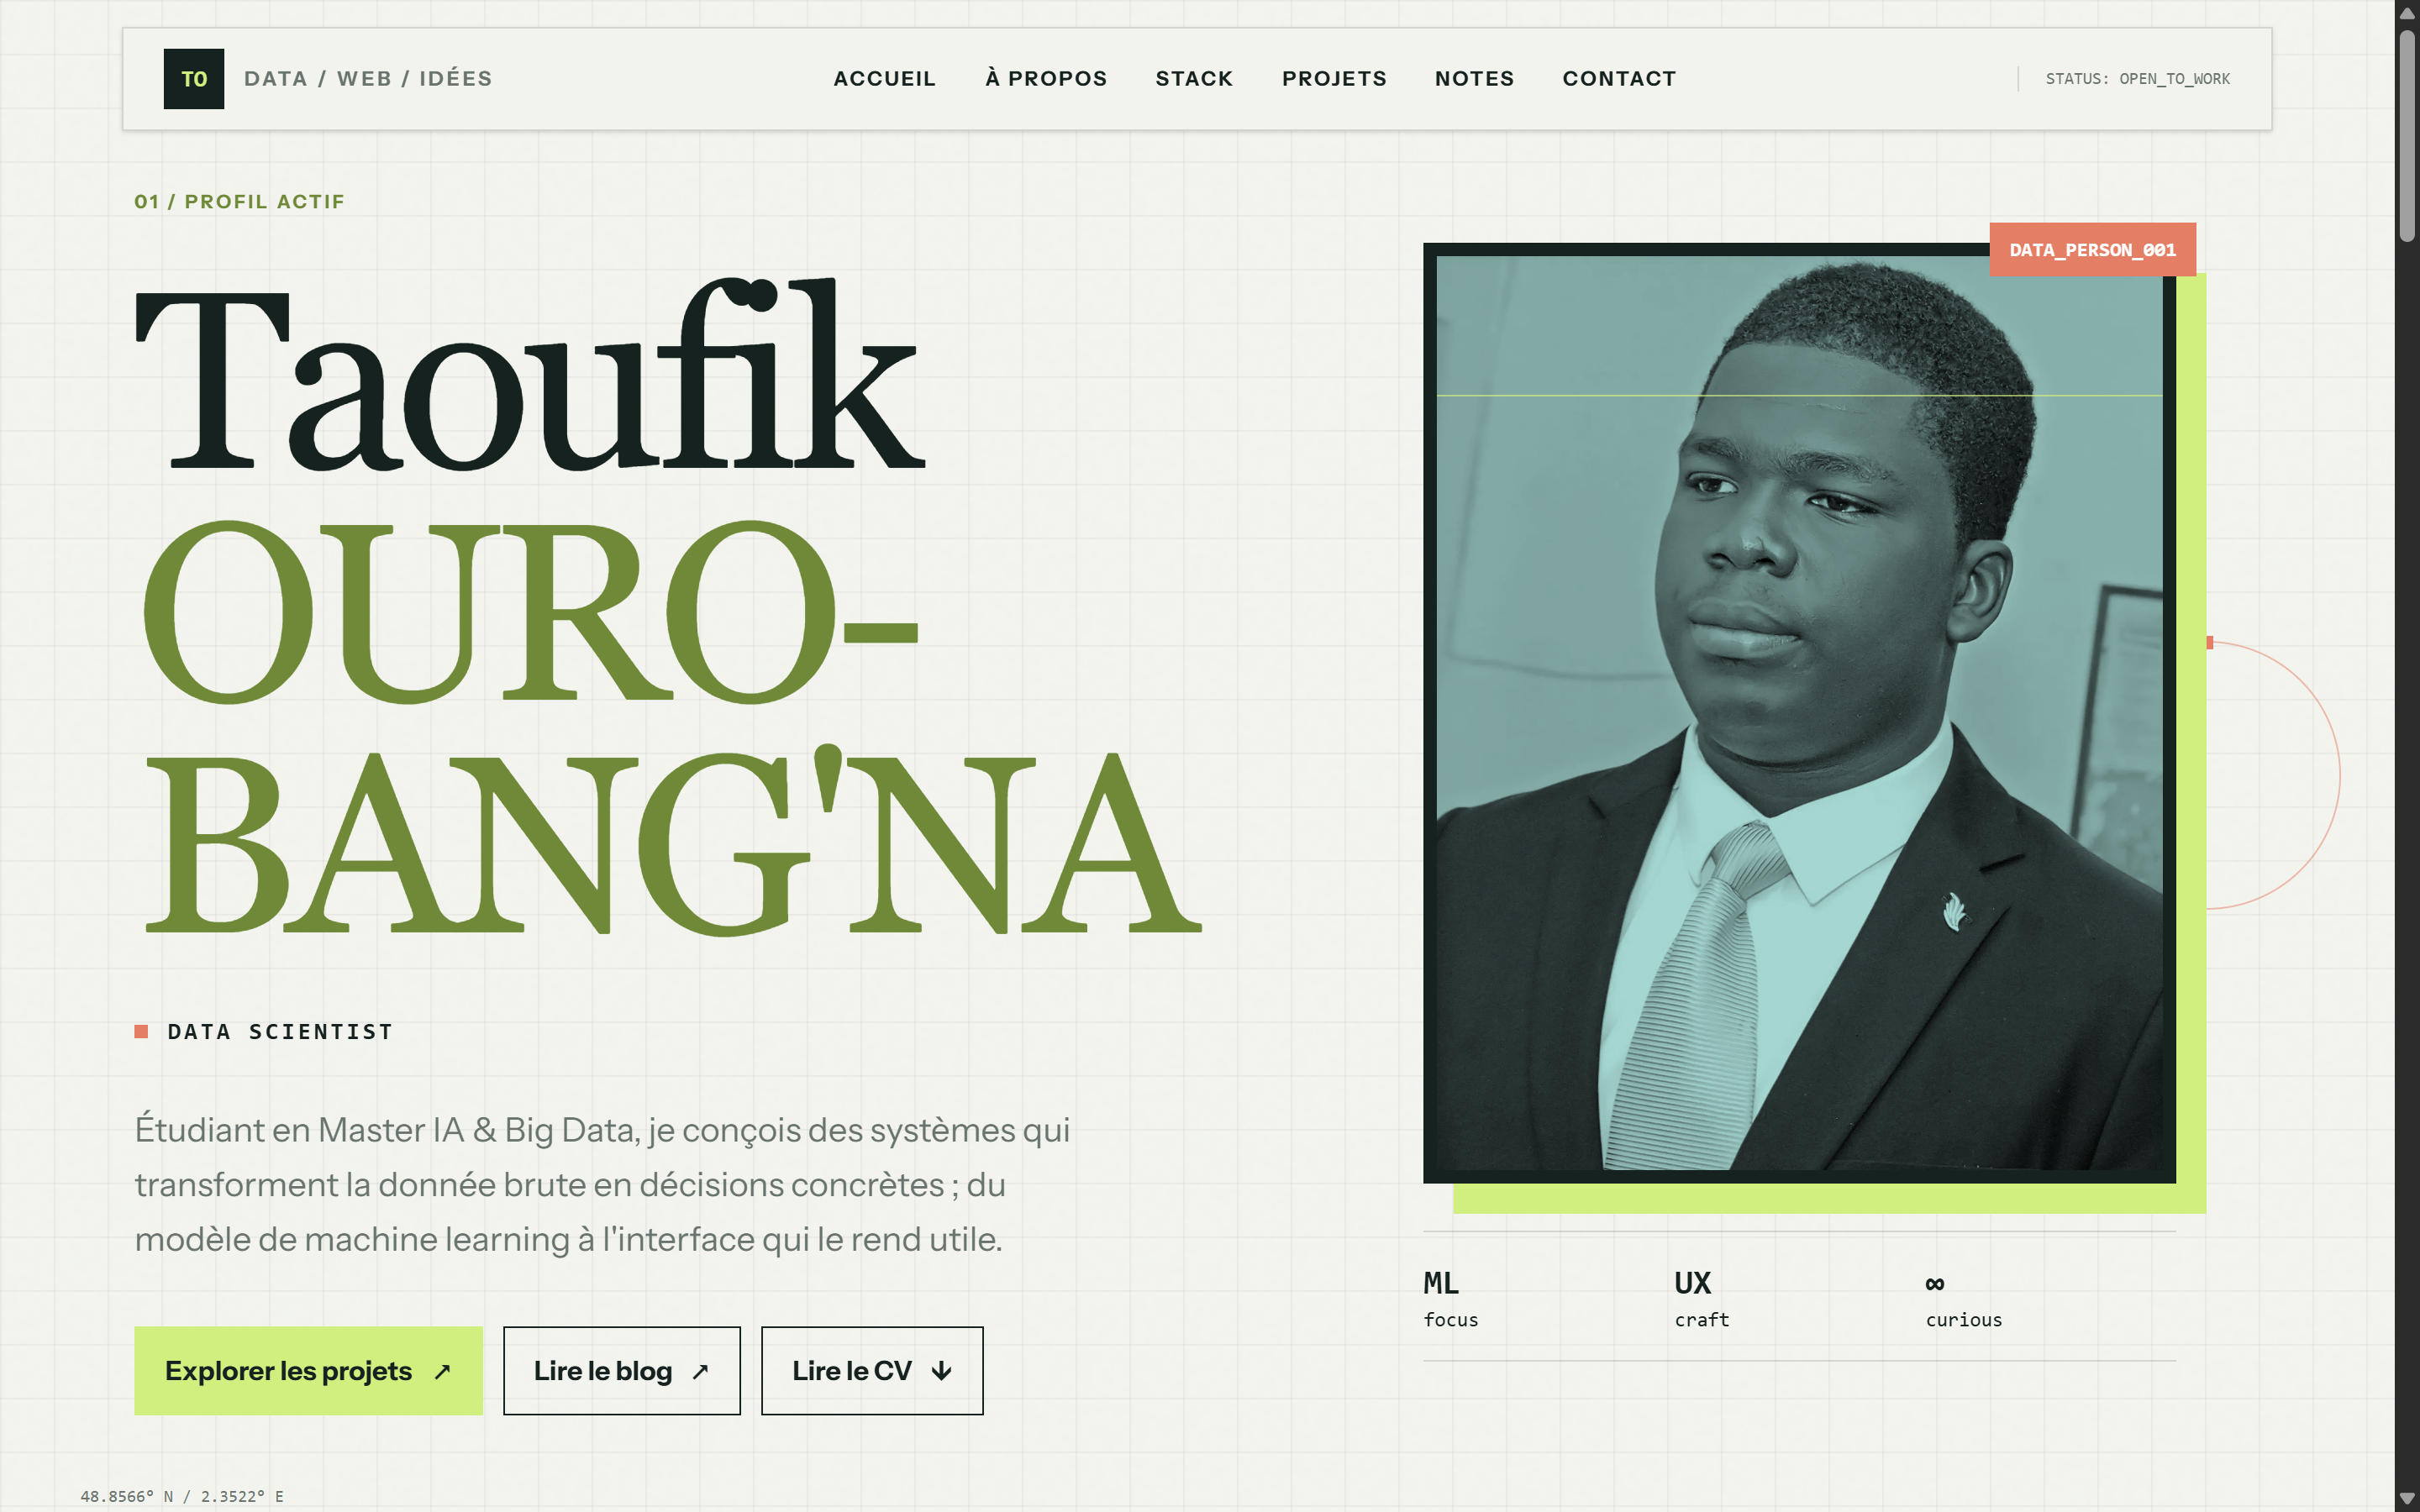 TO
DATA / WEB / IDÉES
ACCUEIL
À PROPOS
STACK
PROJETS
NOTES
CONTACT
STATUS: OPEN_TO_WORK
01 / PROFIL ACTIF
Taoufik
OURO-
BANG'NA
DATA SCIENTIST
Étudiant en Master IA & Big Data, je conçois des systèmes qui
transforment la donnée brute en décisions concrètes ; du
modèle de machine learning à l'interface qui le rend utile.
Explorer les projets ↗
Lire le blog ↗
Lire le CV ↓
DATA_PERSON_001
ML
focus
UX
craft
∞
curious
48.8566° N / 2.3522° E